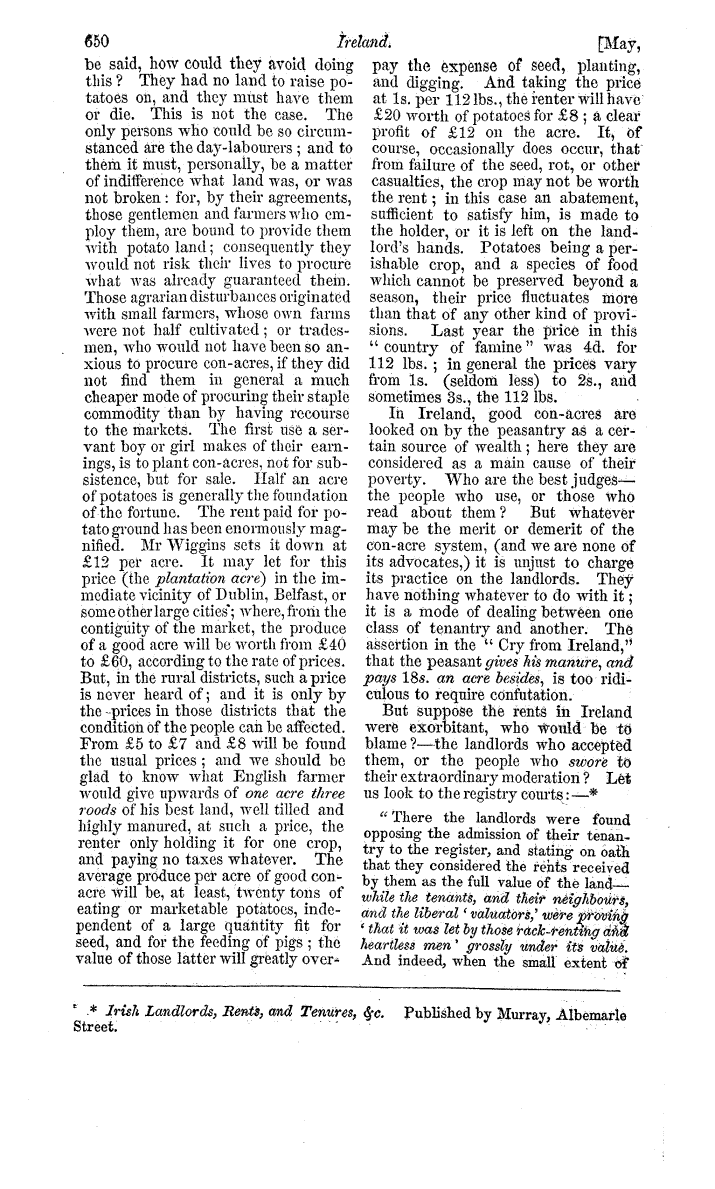 650
Ireland.
[May,
be said, how could they avoid doing
this? They had no land to raise po-
tatoes on, and they must have them
or die. This is not the case. The
only persons who could be so circum-
stanced are the day-labourers; and to
them it must, personally, be a matter
of indifference what land was, or was
not broken: for, by their agreements,
those gentlemen and farmers who em-
ploy them, are bound to provide them
with potato land; consequently they
would not risk their lives to procure
what was already guaranteed them.
Those agrarian disturbances originated
with small farmers, whose own farms
were not half cultivated; or trades-
men, who would not have been so an-
xious to procure con-acres, if they did
not find them in general a much
cheaper mode of procuring their staple
commodity than by having recourse
to the markets. The first use a ser-
vant boy or girl makes of their earn-
ings, is to plant con-acres, not for sub-
sistence, but for sale. Half an acre
of potatoes is generally the foundation
of the fortune. The rent paid for po-
tato ground has been enormously mag-
nified. Mr Wiggins sets it down at
£12 per acre. It may let for this
price (the plantation acre) in the im-
mediate vicinity of Dublin, Belfast, or
some other large cities; where, from the
contiguity of the market, the produce
of a good acre will be worth from £40
to £60, according to the rate of prices.
But, in the rural districts, such a price
is never heard of; and it is only by
the prices in those districts that the
condition of the people can be affected.
From £5 to £7 and £8 will be found
the usual prices; and we should be
glad to know what English farmer
would give upwards of one acre three
roods of his best land, well tilled and
highly manured, at such a price, the
renter only holding it for one crop,
and paying no taxes whatever. The
average produce per acre of good con-
acre will be, at least, twenty tons of
eating or marketable potatoes, inde-
pendent of a large quantity fit for
seed, and for the feeding of pigs; the
value of those latter will greatly over-
pay the expense of seed, planting,
and digging. And taking the price
at 1s. per 112 lbs., the renter will have
£20 worth of potatoes for £8; a clear
profit of £12 on the acre. It, of
course, occasionally does occur, that
from failure of the seed, rot, or other
casualties, the crop may not be worth
the rent; in this case an abatement,
sufficient to satisfy him, is made to
the holder, or it is left on the land-
lord's hands. Potatoes being a per-
ishable crop, and a species of food
which cannot be preserved beyond a
season, their price fluctuates more
than that of any other kind of provi-
sions. Last year the price in this
"country of famine" was 4d. for
112 lbs.; in general the prices vary
from 1s. (seldom less) to 2s., and
sometimes 3s., the 112 lbs.
In Ireland, good con-acres are
looked on by the peasantry as a cer-
tain source of wealth; here they are
considered as a main cause of their
poverty. Who are the best judges—
the people who use, or those who
read about them? But whatever
may be the merit or demerit of the
con-acre system, (and we are none of
its advocates,) it is unjust to charge
its practice on the landlords. They
have nothing whatever to do with it;
it is a mode of dealing between one
class of tenantry and another. The
assertion in the "Cry from Ireland,"
that the peasant gives his manure, and
pays 18s. an acre besides, is too ridi-
culous to require confutation.
But suppose the rents in Ireland
were exorbitant, who would be to
blame?—the landlords who accepted
them, or the people who swore to
their extraordinary moderation? Let
us look to the registry courts:—*
"There the landlords were found
opposing the admission of their tenan-
try to the register, and stating on oath
that they considered the rents received
by them as the full value of the land—
while the tenants, and their neighbours,
and the liberal 'valuators,' were proving
'that it was let by those rack-renting and
heartless men' grossly under its value.
And indeed, when the small extent of
* Irish Landlords, Rents, and Tenures, &c. Published by Murray, Albemarle
Street.